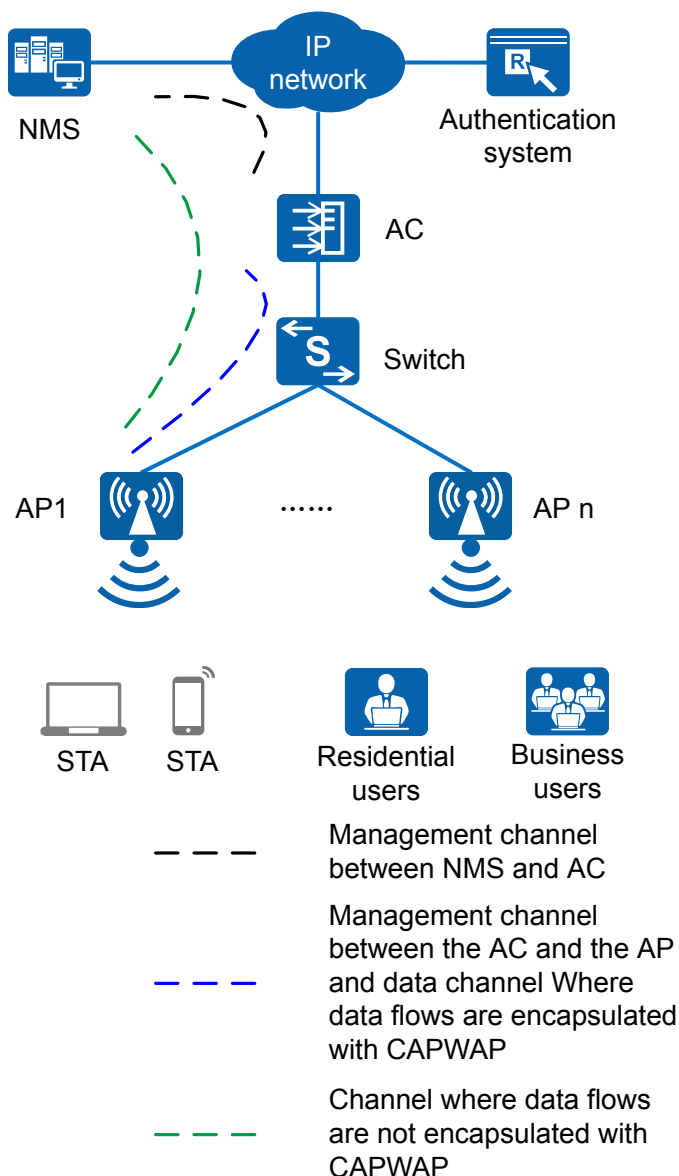 IP
network
R
NMS
Authentication
system
AC
S
Switch
AP1
......
AP n
STA
STA
Residential
users
Business
users
Management channel
between NMS and AC
Management channel
between the AC and the AP
and data channel Where
data flows are encapsulated
with CAPWAP
Channel where data flows
are not encapsulated with
CAPWAP